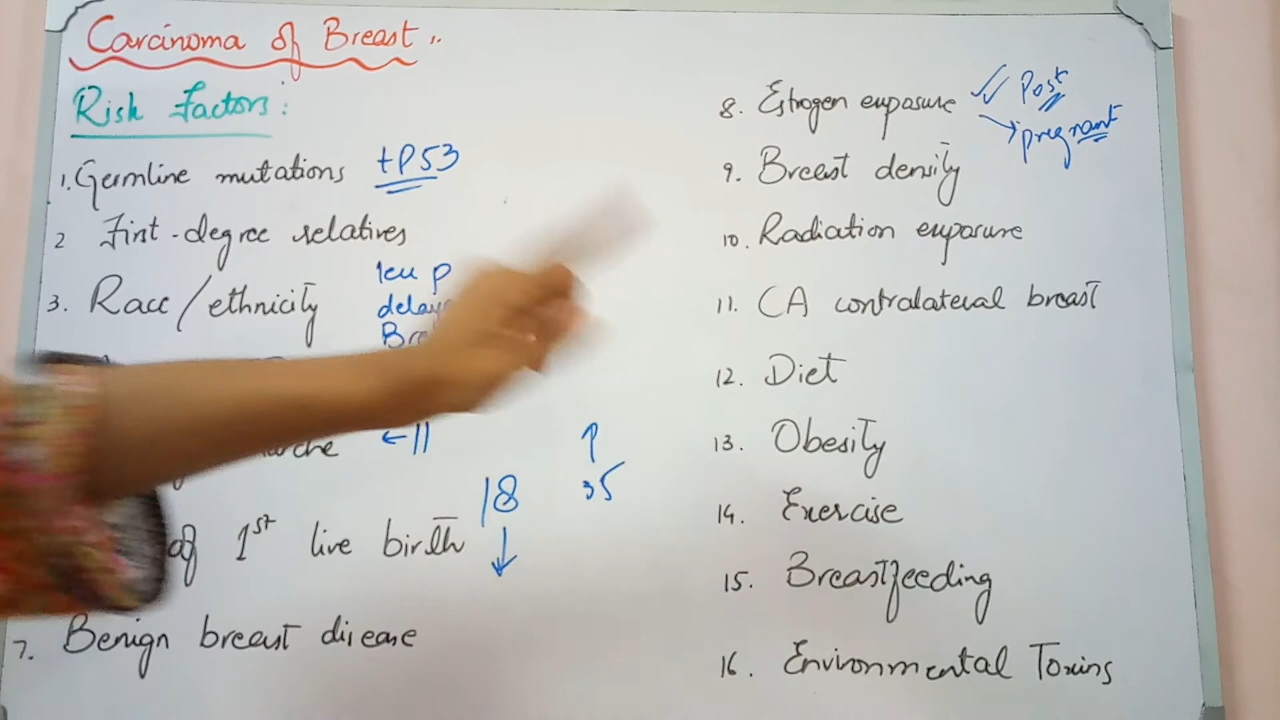 Carcinoma of Breast
Risk Factors:
1. Germline mutations tP53
2 First-degree relatives
3. Race/ethnicity
←11
of 1st live birth 18 ↓ ↑ 35
7. Benign breast disease
8. Estrogen exposure Post
→ pregnant
9. Breast density
10. Radiation exposure
11. CA contralateral breast
12. Diet
13. Obesity
14. Exercise
15. Breastfeeding
16. Environmental Toxins